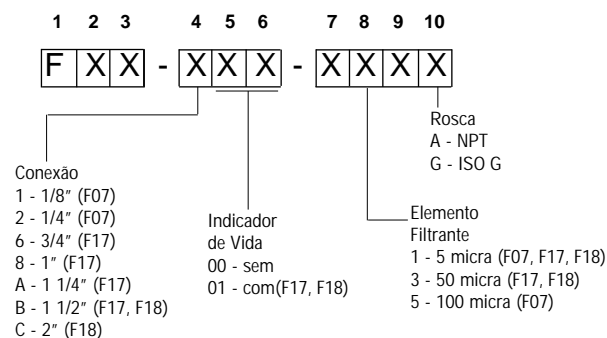 1 2 3 4 5 6 7 8 9 10
F X X - X X X - X X X X
Rosca
A - NPT
G - ISO G
Conexão
1 - 1/8" (F07)
2 - 1/4" (F07)
6 - 3/4" (F17)
8 - 1" (F17)
A - 1 1/4" (F17)
B - 1 1/2" (F17, F18)
C - 2" (F18)
Indicador
de Vida
00 - sem
01 - com(F17, F18)
Elemento
Filtrante
1 - 5 micra (F07, F17, F18)
3 - 50 micra (F17, F18)
5 - 100 micra (F07)